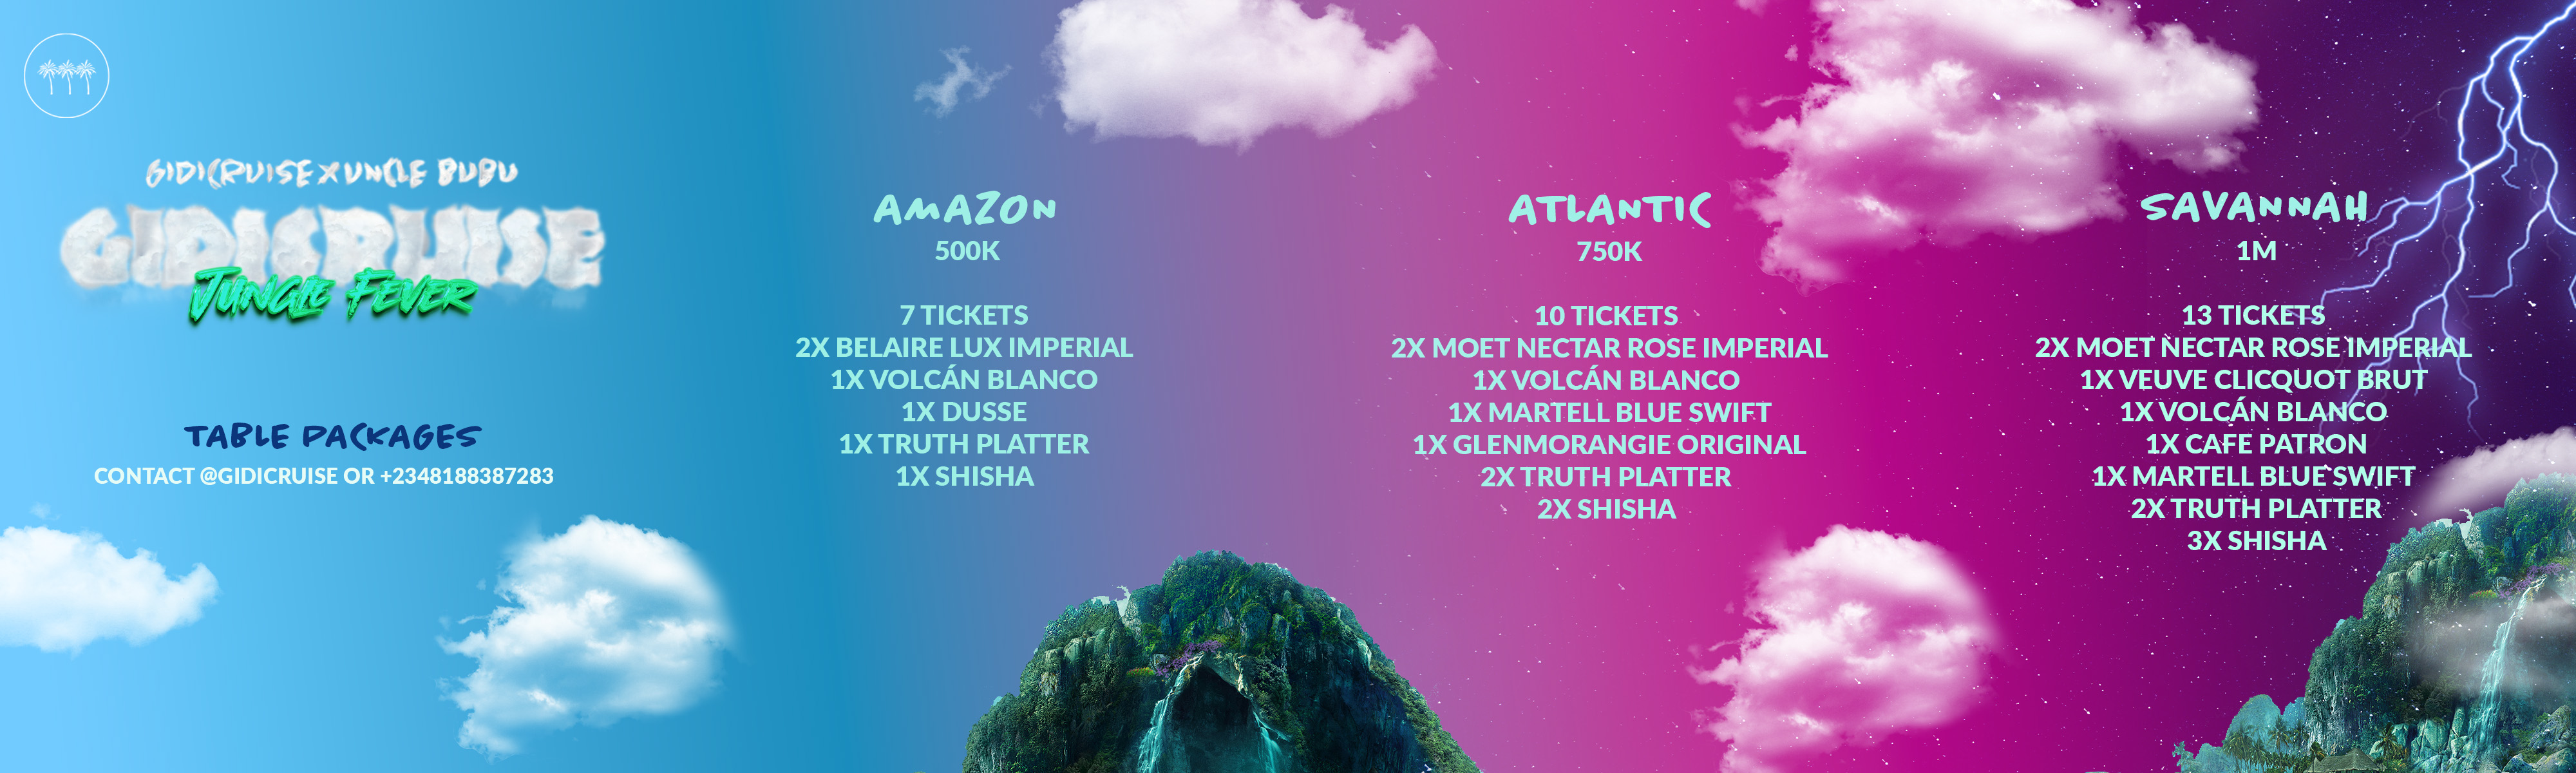 GIDICRUISE X UNCLE BUBU
GIDICRUISE
JUNGLE FEVER
TABLE PACKAGES
CONTACT @GIDICRUISE OR +2348188387283
AMAZON
500K
7 TICKETS
2X BELAIRE LUX IMPERIAL
1X VOLCÁN BLANCO
1X DUSSE
1X TRUTH PLATTER
1X SHISHA
ATLANTIC
750K
10 TICKETS
2X MOET NECTAR ROSE IMPERIAL
1X VOLCÁN BLANCO
1X MARTELL BLUE SWIFT
1X GLENMORANGIE ORIGINAL
2X TRUTH PLATTER
2X SHISHA
SAVANNAH
1M
13 TICKETS
2X MOET NECTAR ROSE IMPERIAL
1X VEUVE CLICQUOT BRUT
1X VOLCÁN BLANCO
1X CAFE PATRON
1X MARTELL BLUE SWIFT
2X TRUTH PLATTER
3X SHISHA